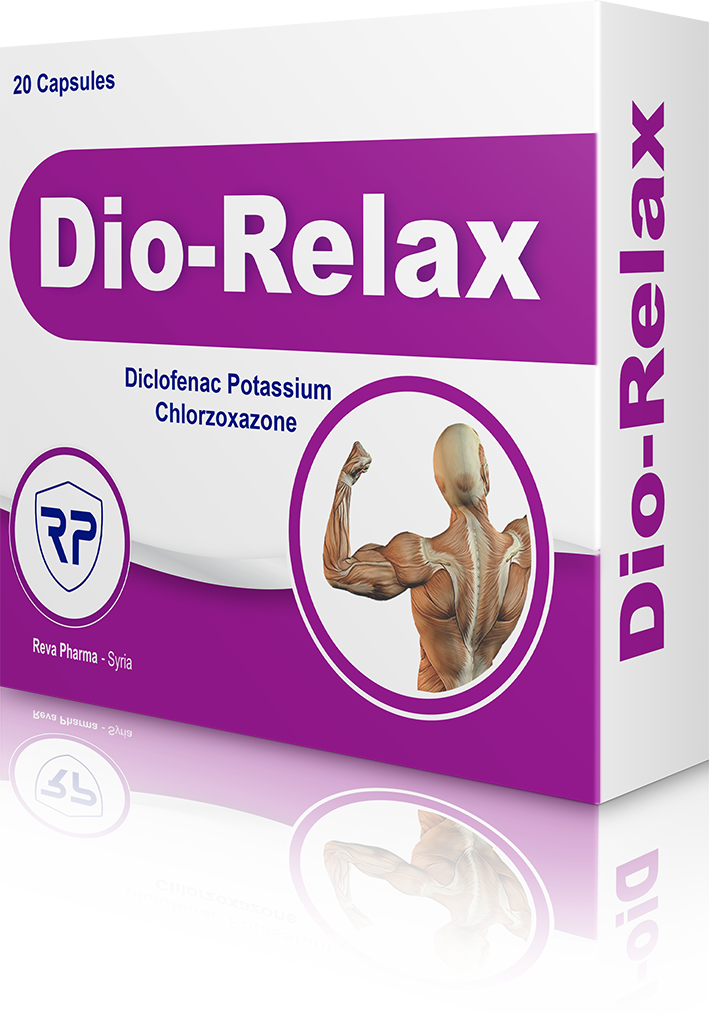 20 Capsules
Dio-Relax
Diclofenac Potassium
Chlorzoxazone
RP
Reva Pharma - Syria
Dio-Relax